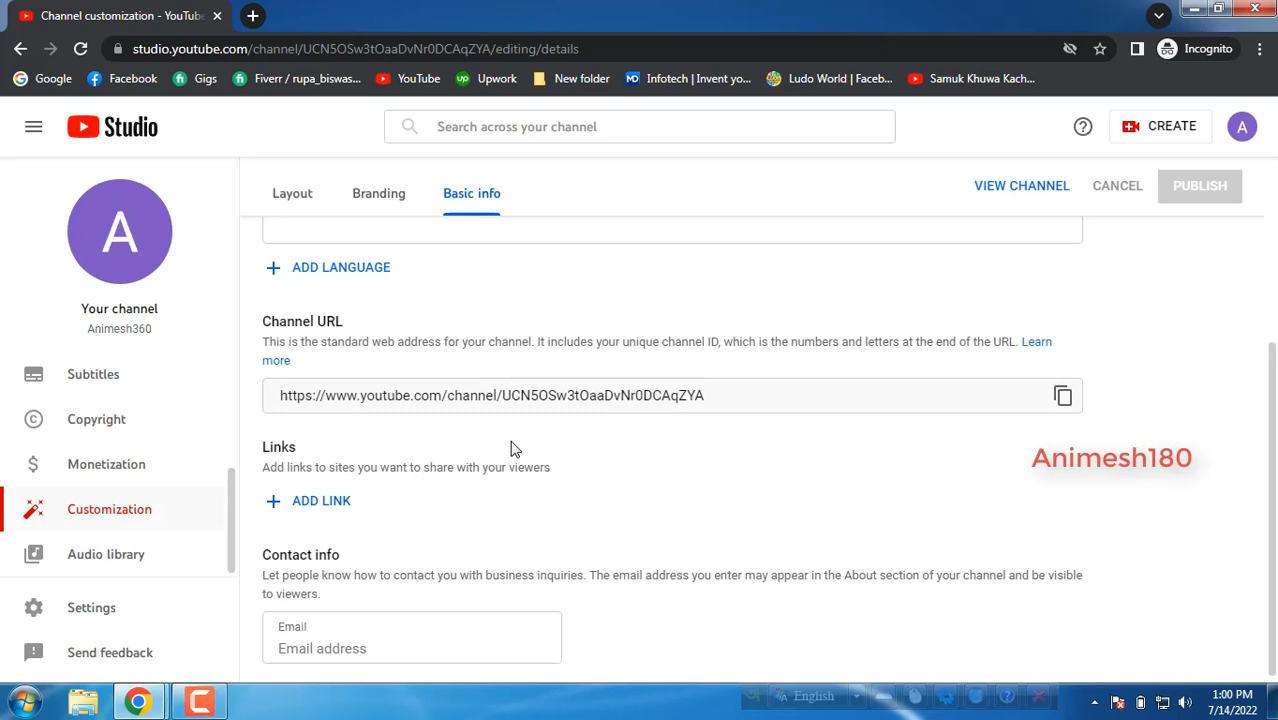 Channel customization - YouTube
studio.youtube.com/channel/UCN5OSw3tOaaDvNr0DCAqZYA/editing/details
Incognito
Google
Facebook
Gigs
Fiverr / rupa_biswas...
YouTube
Upwork
New folder
Infotech | Invent yo...
Ludo World | Faceb...
Samuk Khuwa Kach...
Studio
Search across your channel
CREATE
A
A
Your channel
Animesh360
Subtitles
Copyright
Monetization
Customization
Audio library
Settings
Send feedback
Layout
Branding
Basic info
VIEW CHANNEL
CANCEL
PUBLISH
ADD LANGUAGE
Channel URL
This is the standard web address for your channel. It includes your unique channel ID, which is the numbers and letters at the end of the URL. Learn
more
https://www.youtube.com/channel/UCN5OSw3tOaaDvNr0DCAqZYA
Links
Add links to sites you want to share with your viewers
ADD LINK
Animesh180
Contact info
Let people know how to contact you with business inquiries. The email address you enter may appear in the About section of your channel and be visible
to viewers.
Email
Email address
English
1:00 PM
7/14/2022